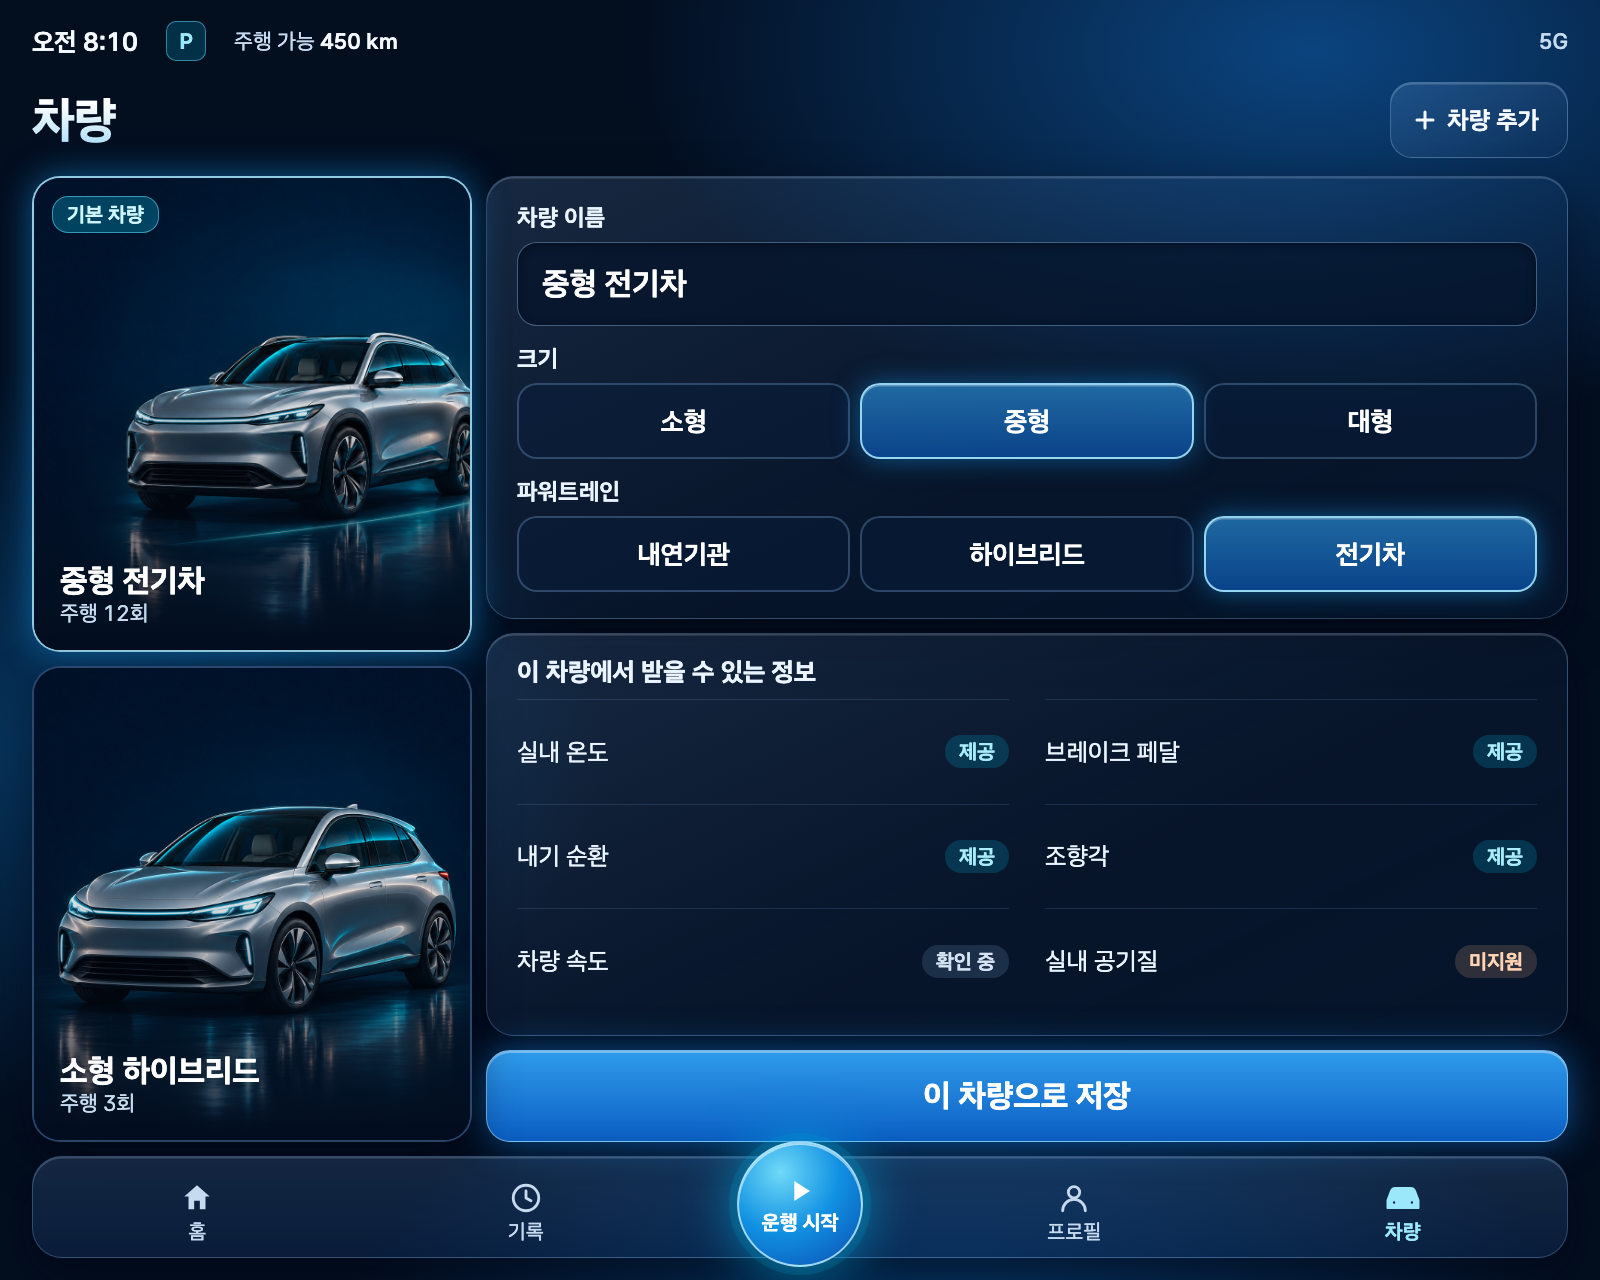 오전 8:10 P 주행 가능 450 km 5G
차량
+ 차량 추가
기본 차량
중형 전기차
주행 12회
소형 하이브리드
주행 3회
차량 이름
중형 전기차
크기
소형 중형 대형
파워트레인
내연기관 하이브리드 전기차
이 차량에서 받을 수 있는 정보
실내 온도 제공 브레이크 페달 제공
내기 순환 제공 조향각 제공
차량 속도 확인 중 실내 공기질 미지원
이 차량으로 저장
홈 기록 운행 시작 프로필 차량